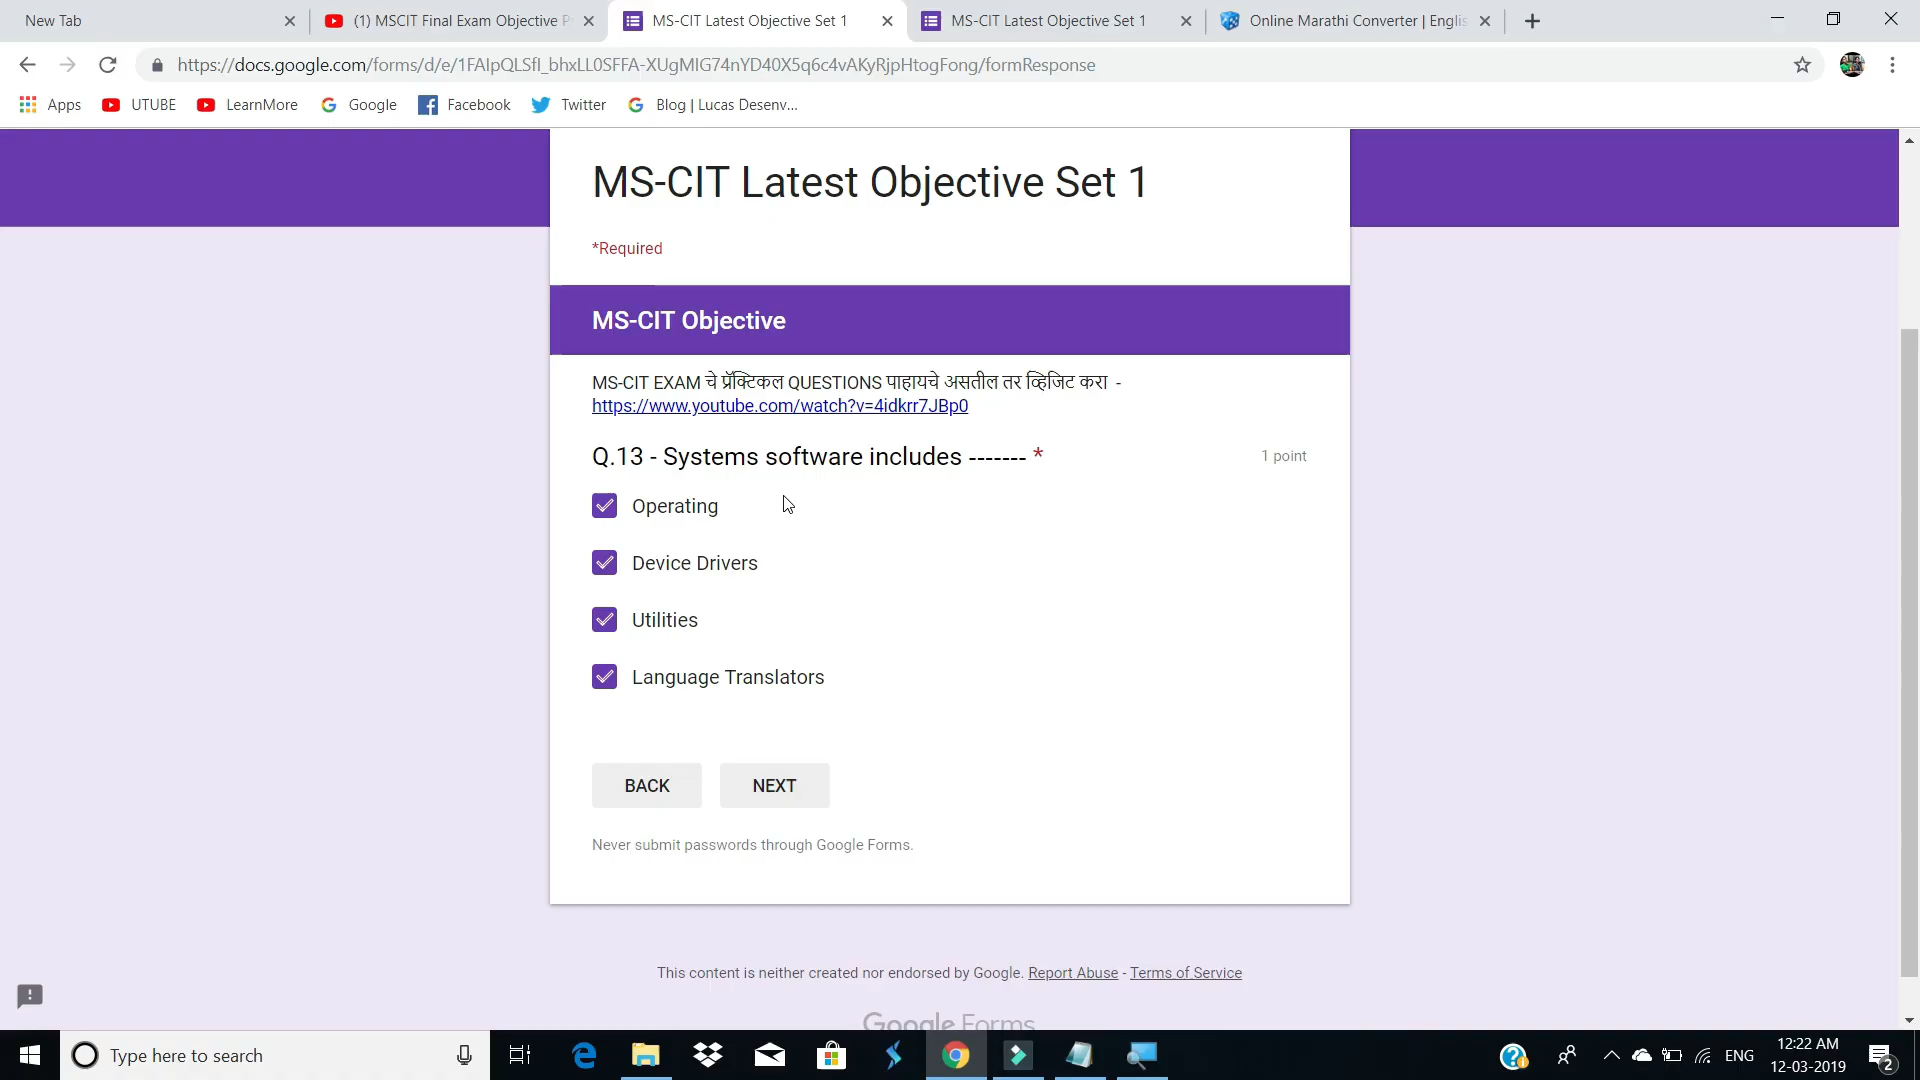 New Tab
(1) MSCIT Final Exam Objective P
MS-CIT Latest Objective Set 1
MS-CIT Latest Objective Set 1
Online Marathi Converter | Englis
https://docs.google.com/forms/d/e/1FAIpQLSfI_bhxLL0SFFA-XUgMIG74nYD40X5q6c4vAKyRjpHtogFong/formResponse
Apps
UTUBE
LearnMore
Google
Facebook
Twitter
Blog | Lucas Desenv...
MS-CIT Latest Objective Set 1
*Required
MS-CIT Objective
MS-CIT EXAM चे प्रॅक्टिकल QUESTIONS पाहायचे असतील तर व्हिजिट करा -
https://www.youtube.com/watch?v=4idkrr7JBp0
Q.13 - Systems software includes ------- *
1 point
Operating
Device Drivers
Utilities
Language Translators
BACK
NEXT
Never submit passwords through Google Forms.
This content is neither created nor endorsed by Google. Report Abuse - Terms of Service
Google Forms
Type here to search
ENG
12:22 AM
12-03-2019
2